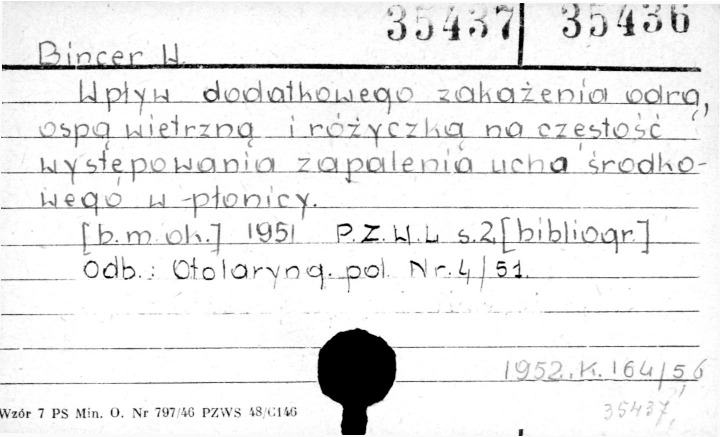 35437 35436
Bincer W.
Wpływ dodatkowego zakażenia odrą,
ospą wietrzną i różyczką na częstość
występowania zapalenia ucha środko-
wego w płonicy.
[b.m.ok.] 1951 P.Z.W.L s.2,[bibliogr.]
Odb.: Otolaryng. pol. Nr. 4/51.
1952.K.164/56
Wzór 7 PS Min. O. Nr 797/46 PZWS 48/C146
35437